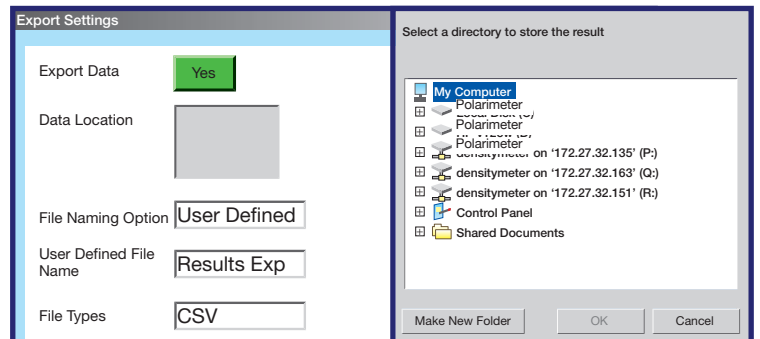 Export Settings
Export Data
Yes
Data Location
File Naming Option
User Defined
User Defined File
Name
Results Exp
File Types
CSV
Select a directory to store the result
My Computer
Polarimeter
Polarimeter
Polarimeter
densitymeter on ‘172.27.32.135’ (P:)
densitymeter on ‘172.27.32.163’ (Q:)
densitymeter on ‘172.27.32.151’ (R:)
Control Panel
Shared Documents
Make New Folder
OK
Cancel